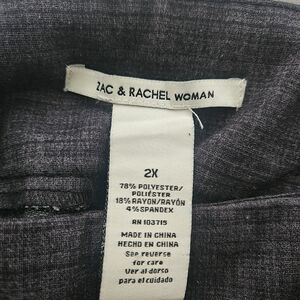 ZAC & RACHEL WOMAN
2X
78% POLYESTER/
POLIÉSTER
18% RAYON/RAYÓN
4% SPANDEX
RN 103715
MADE IN CHINA
HECHO EN CHINA
See reverse
for care
Ver al dorso
para el cuidado